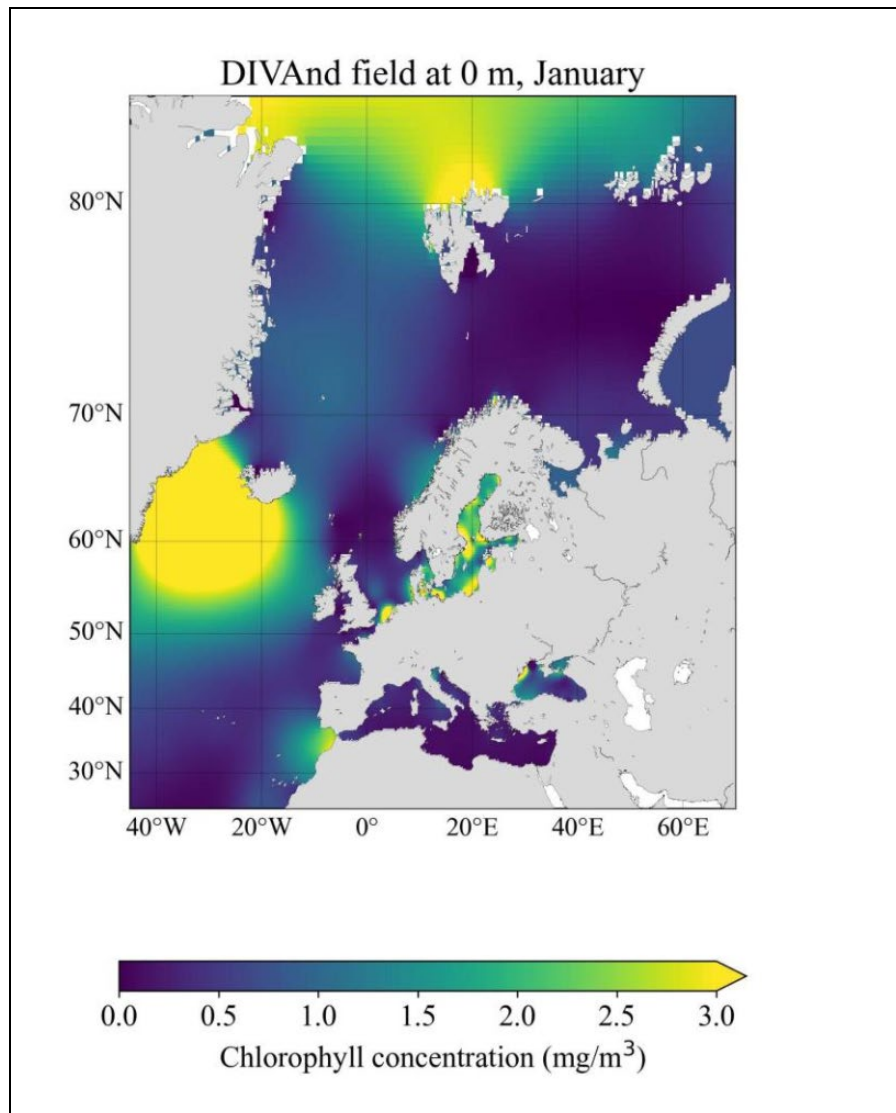 DIVAnd field at 0 m, January
80°N
70°N
60°N
50°N
40°N
30°N
40°W 20°W 0° 20°E 40°E 60°E
0.0 0.5 1.0 1.5 2.0 2.5 3.0
Chlorophyll concentration (mg/m³)